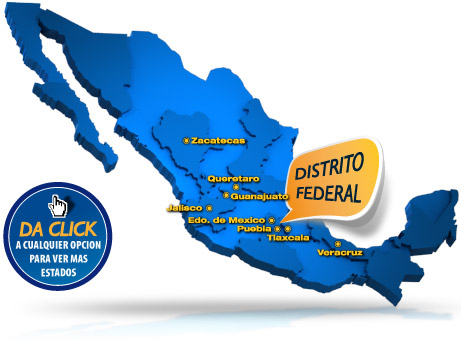 Zacatecas
DISTRITO
FEDERAL
Queretaro
Guanajuato
Jalisco
Edo. de Mexico
Puebla
Tlaxcala
Veracruz
DA CLICK
A CUALQUIER OPCION
PARA VER MAS
ESTADOS